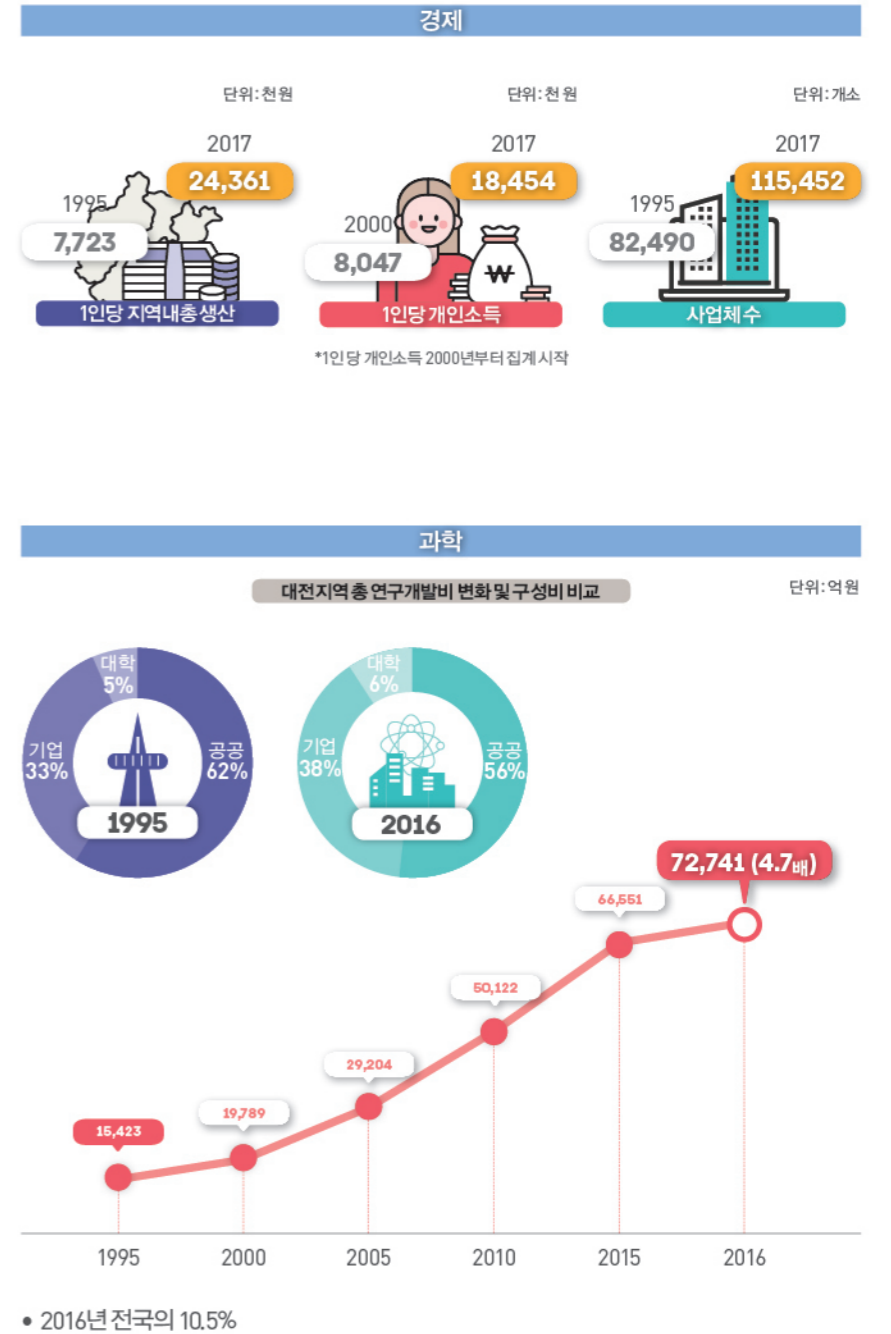 경제
단위:천원
단위:천원
단위:개소
2017
24,361
1995
7,723
1인당 지역내총생산
2017
18,454
2000
8,047
₩
1인당 개인소득
2017
115,452
1995
82,490
사업체수
*1인당 개인소득 2000년부터 집계 시작
과학
대전지역 총 연구개발비 변화 및 구성비 비교
단위:억원
대학
5%
기업
33%
공공
62%
1995
대학
6%
기업
38%
공공
56%
2016
72,741 (4.7배)
66,551
50,122
29,204
19,789
15,423
1995 2000 2005 2010 2015 2016
• 2016년 전국의 10.5%